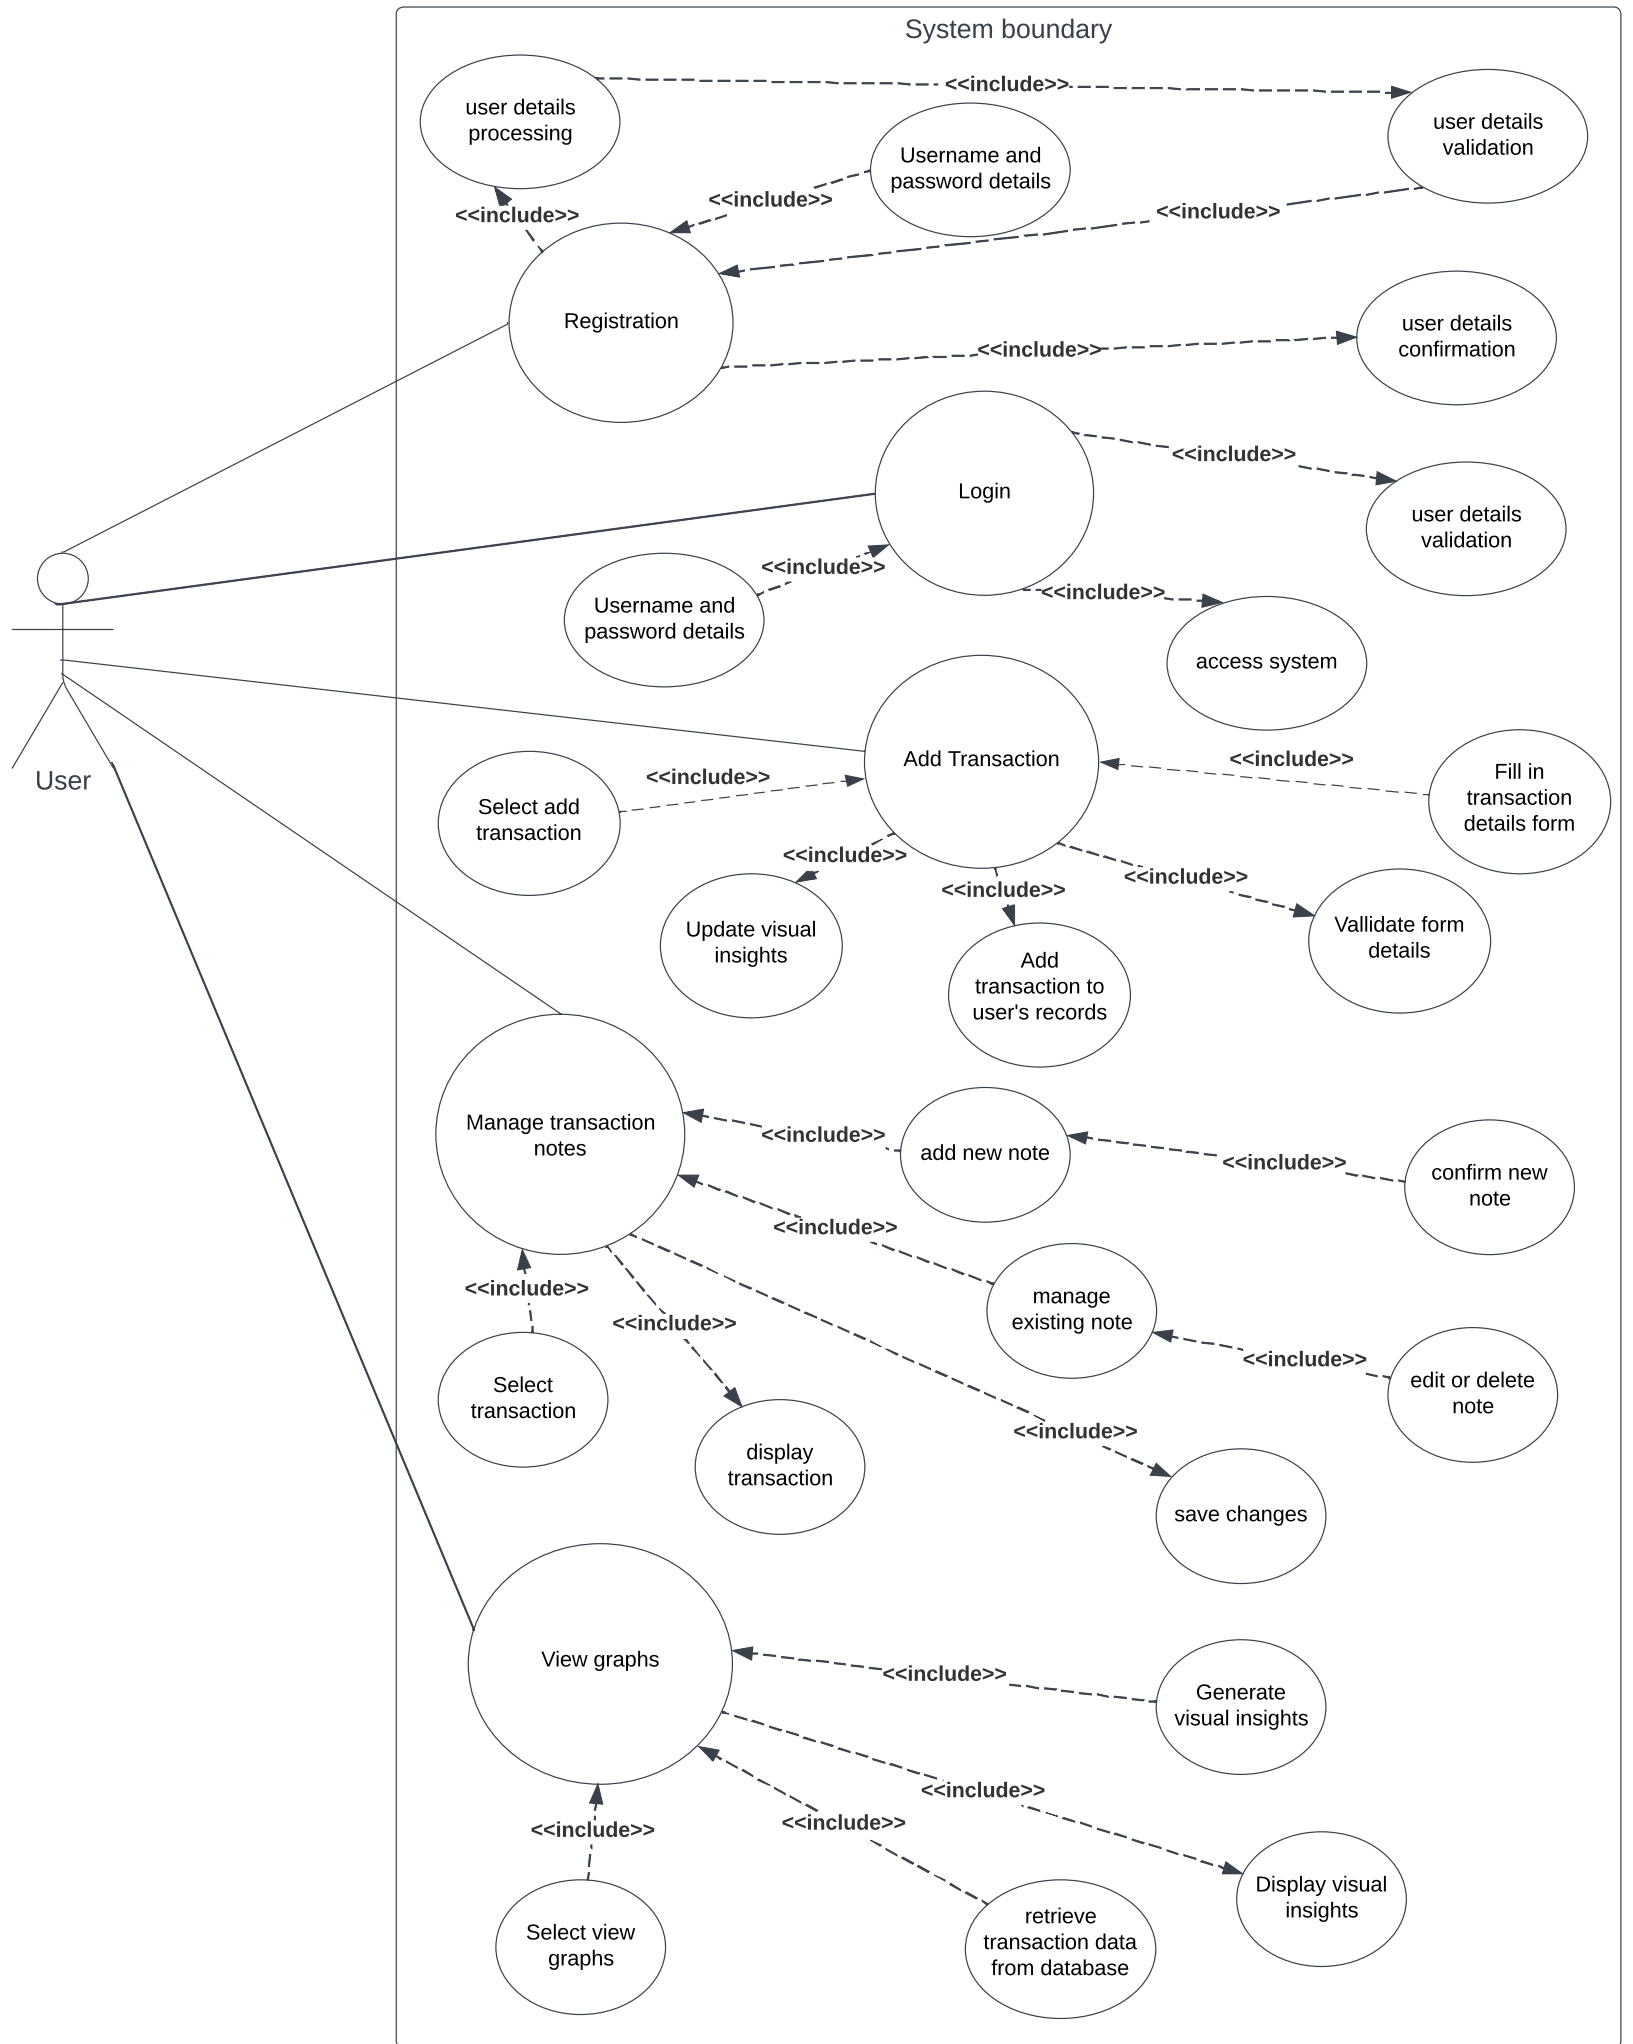 System boundary
user details
processing
<<include>>
user details
validation
Username and
password details
<<include>>
<<include>>
<<include>>
Registration
user details
confirmation
<<include>>
Login
<<include>>
user details
validation
<<include>>
Username and
password details
<<include>>
access system
User
Add Transaction
<<include>>
Fill in
transaction
details form
<<include>>
Select add
transaction
<<include>>
<<include>>
<<include>>
Update visual
insights
Add
transaction to
user's records
Vallidate form
details
Manage transaction
notes
<<include>>
add new note
<<include>>
confirm new
note
<<include>>
<<include>>
<<include>>
manage
existing note
<<include>>
edit or delete
note
Select
transaction
display
transaction
<<include>>
save changes
View graphs
<<include>>
Generate
visual insights
<<include>>
<<include>>
<<include>>
Display visual
insights
Select view
graphs
retrieve
transaction data
from database